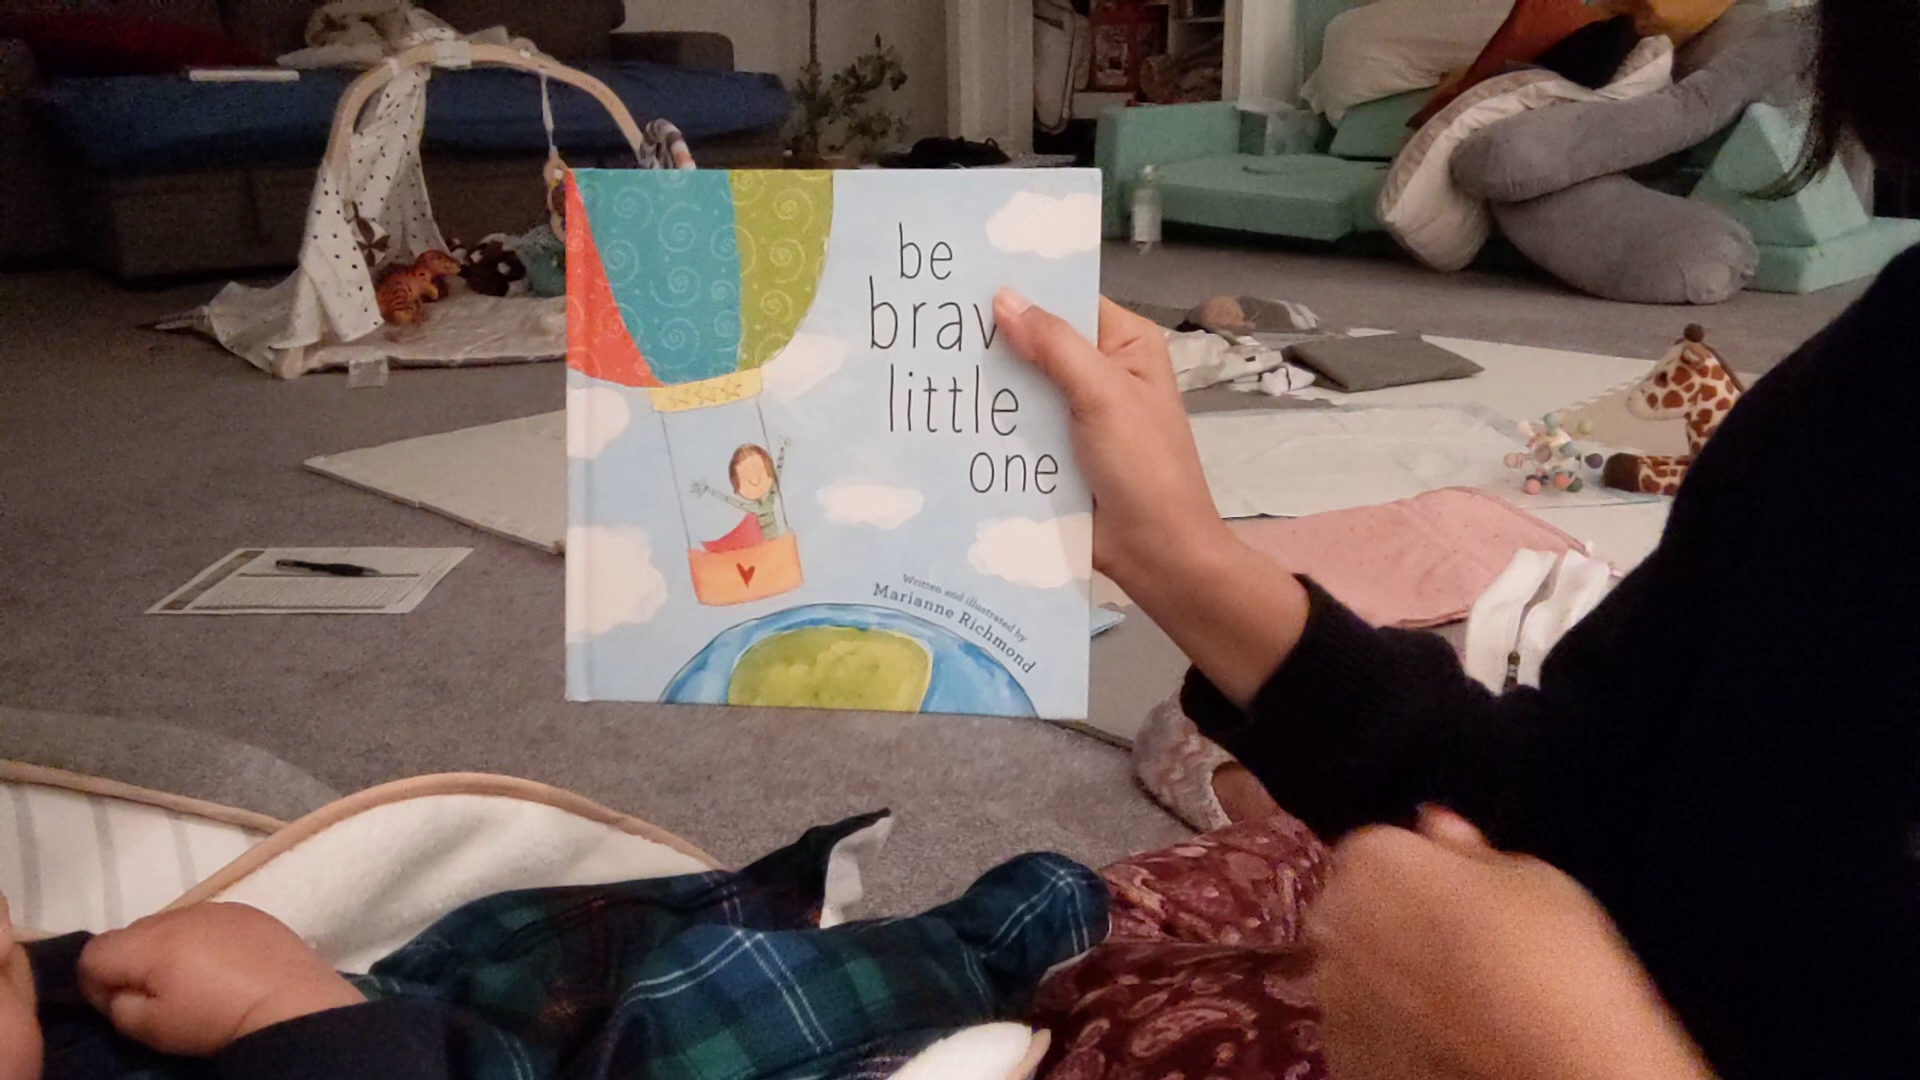 be
brav
little
one
Written and illustrated by
Marianne Richmond